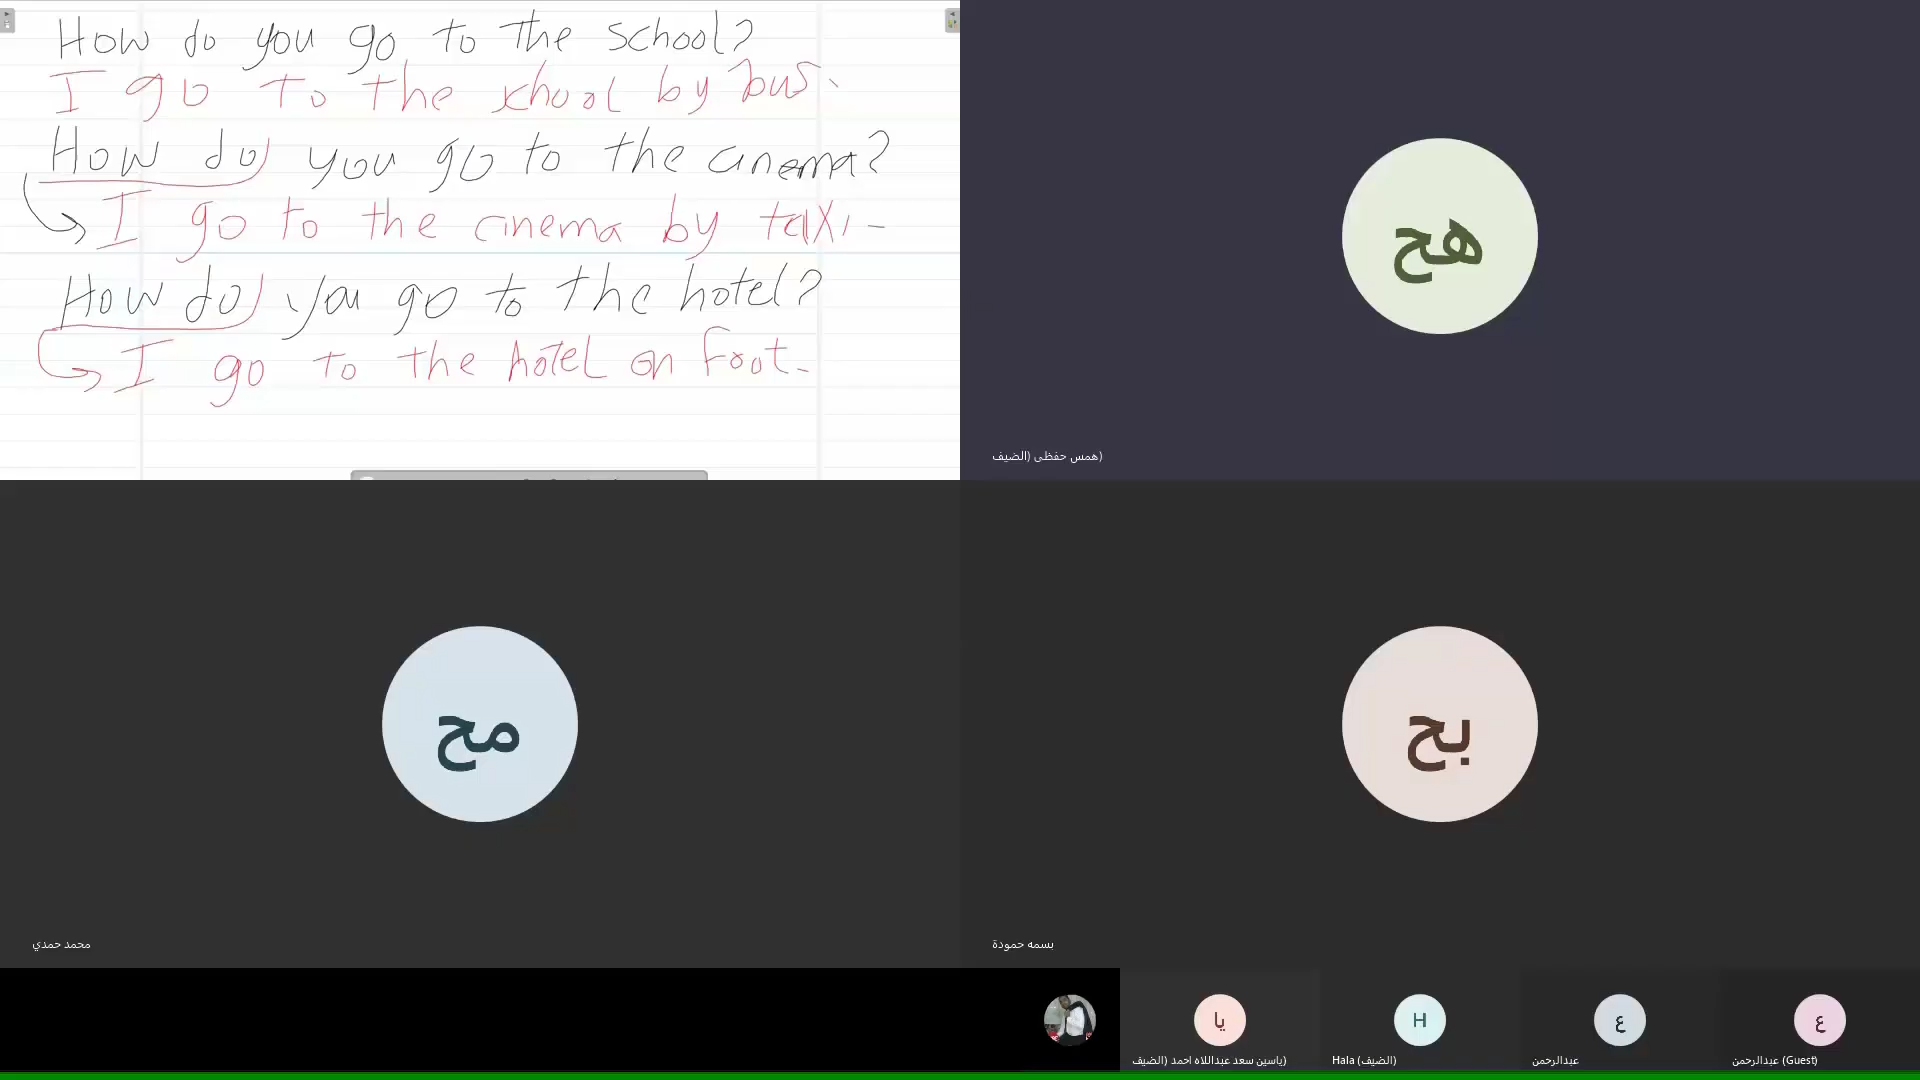 How do you go to the school?
I go to the school by bus.
How do you go to the cinema?
I go to the cinema by taxi.
How do you go to the hotel?
I go to the hotel on foot.
هح
همس حفظى (الضيف)
مح
محمد حمدي
بح
بسمه حمودة
يا
ياسين سعد عبداللاه احمد (الضيف)
H
Hala (الضيف)
ع
عبدالرحمن
ع
عبدالرحمن (Guest)